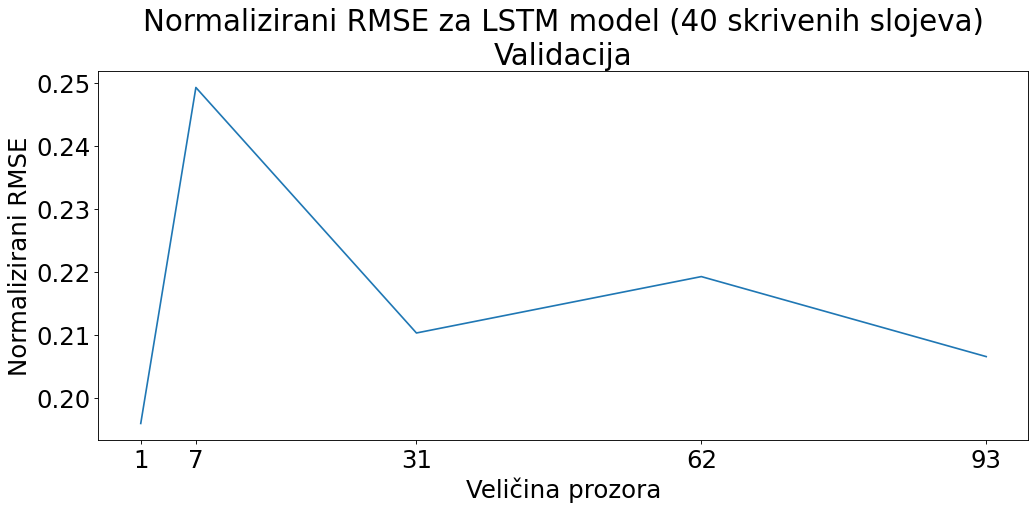 Normalizirani RMSE za LSTM model (40 skrivenih slojeva)
Validacija
Normalizirani RMSE
0.25
0.24
0.23
0.22
0.21
0.20
1 7 31 62 93
Veličina prozora